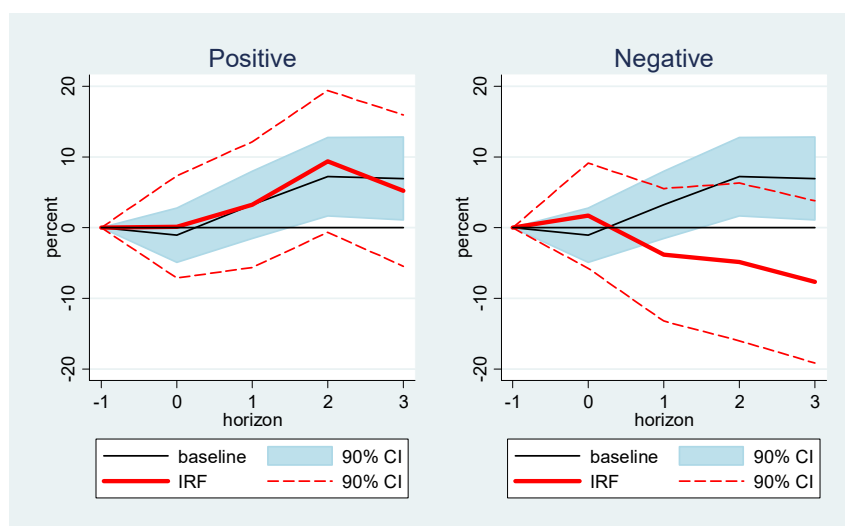 Positive
20
10
0
-10
-20
percent
-1 0 1 2 3
horizon
baseline 90% CI
IRF 90% CI
Negative
20
10
0
-10
-20
percent
-1 0 1 2 3
horizon
baseline 90% CI
IRF 90% CI